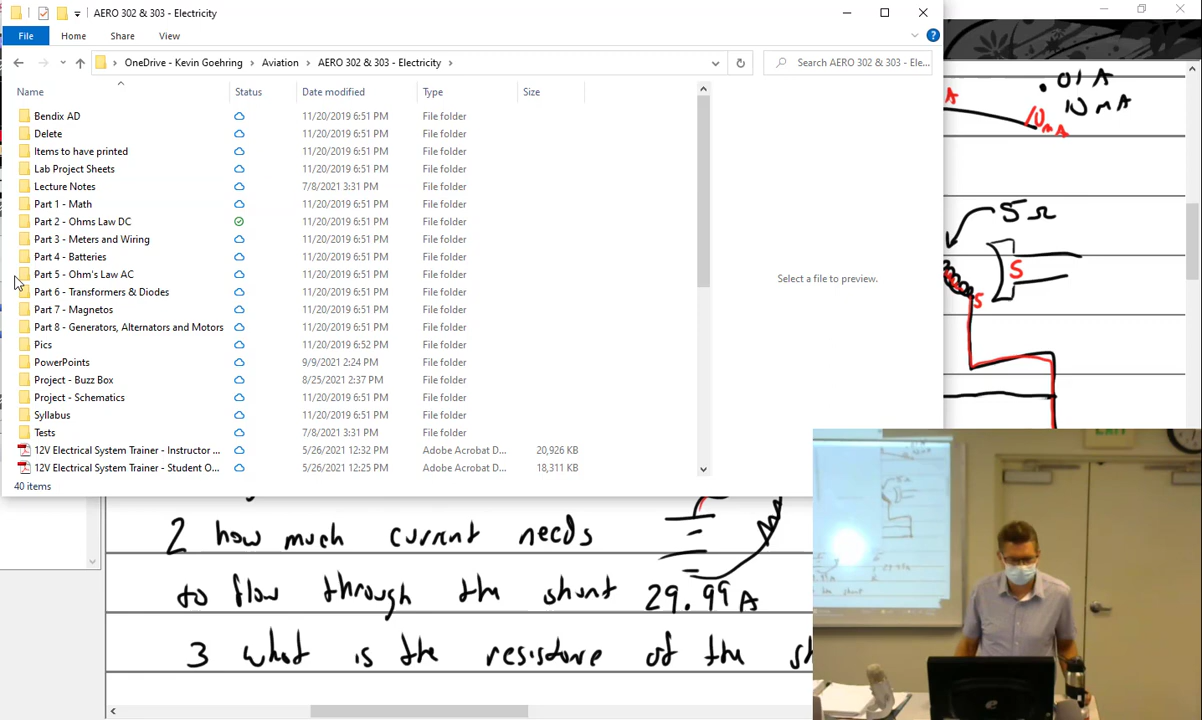 AERO 302 & 303 - Electricity
File Home Share View
OneDrive - Kevin Goehring > Aviation > AERO 302 & 303 - Electricity >
Search AERO 302 & 303 - Ele...
Name Status Date modified Type Size
Bendix AD 11/20/2019 6:51 PM File folder
Delete 11/20/2019 6:51 PM File folder
Items to have printed 11/20/2019 6:51 PM File folder
Lab Project Sheets 11/20/2019 6:51 PM File folder
Lecture Notes 7/8/2021 3:31 PM File folder
Part 1 - Math 11/20/2019 6:51 PM File folder
Part 2 - Ohms Law DC 11/20/2019 6:51 PM File folder
Part 3 - Meters and Wiring 11/20/2019 6:51 PM File folder
Part 4 - Batteries 11/20/2019 6:51 PM File folder
Part 5 - Ohm's Law AC 11/20/2019 6:51 PM File folder
Part 6 - Transformers & Diodes 11/20/2019 6:51 PM File folder
Part 7 - Magnetos 11/20/2019 6:51 PM File folder
Part 8 - Generators, Alternators and Motors 11/20/2019 6:51 PM File folder
Pics 11/20/2019 6:52 PM File folder
PowerPoints 9/9/2021 2:24 PM File folder
Project - Buzz Box 8/25/2021 2:37 PM File folder
Project - Schematics 11/20/2019 6:51 PM File folder
Syllabus 11/20/2019 6:51 PM File folder
Tests 7/8/2021 3:31 PM File folder
12V Electrical System Trainer - Instructor ... 5/26/2021 12:32 PM Adobe Acrobat D... 20,926 KB
12V Electrical System Trainer - Student O... 5/26/2021 12:25 PM Adobe Acrobat D... 18,311 KB
40 items
Select a file to preview.
.01 A
10 mA
A
10mA
5 Ω
S
S
2 how much current needs
to flow through the shunt 29.99 A
3 what is the resistance of the
EXIT